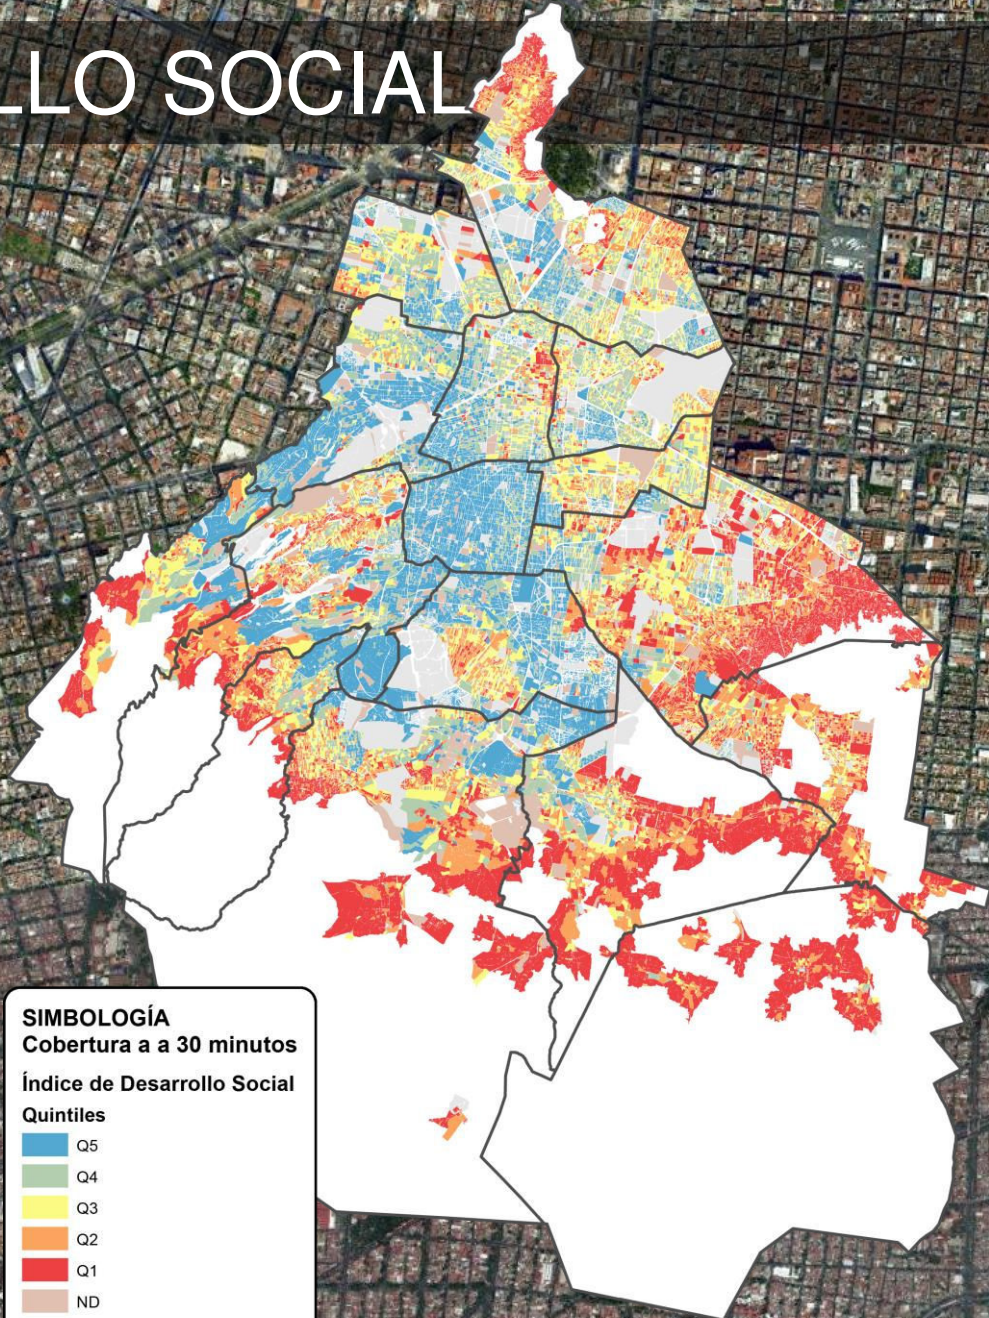 LLO SOCIAL
SIMBOLOGÍA
Cobertura a a 30 minutos
Índice de Desarrollo Social
Quintiles
Q5
Q4
Q3
Q2
Q1
ND